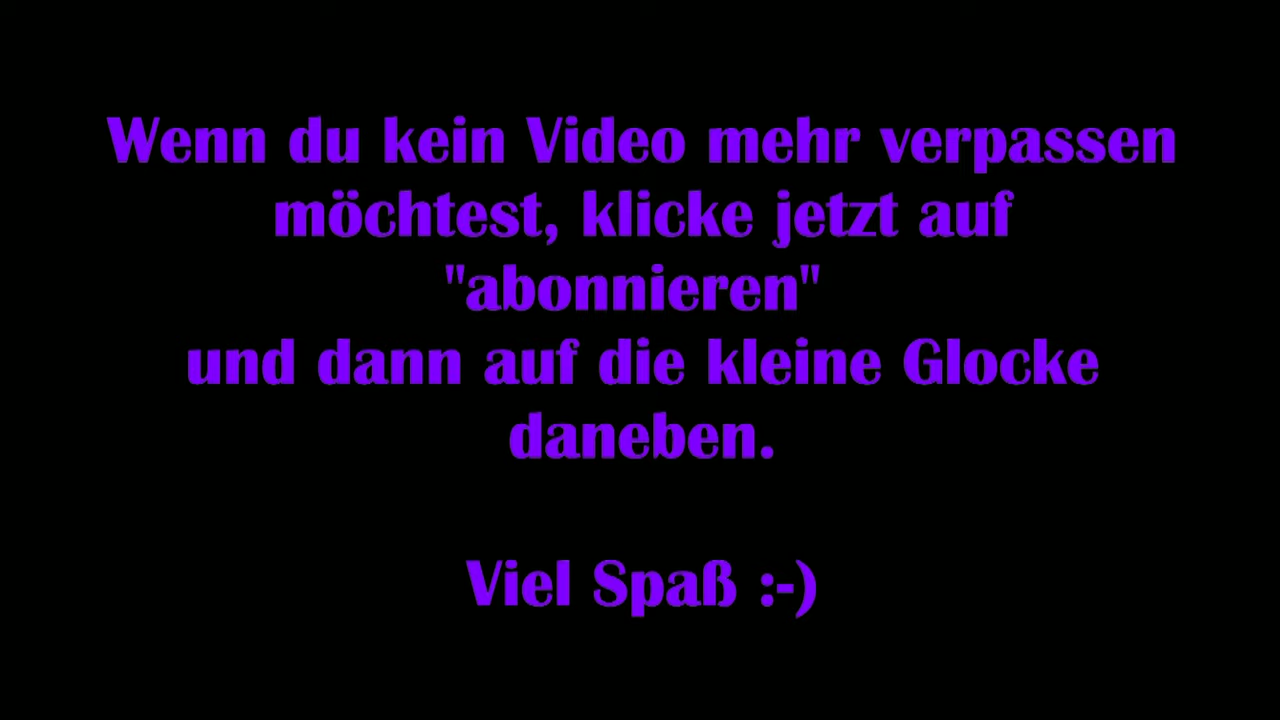 Wenn du kein Video mehr verpassen
möchtest, klicke jetzt auf
"abonnieren"
und dann auf die kleine Glocke
daneben.
Viel Spaß :-)